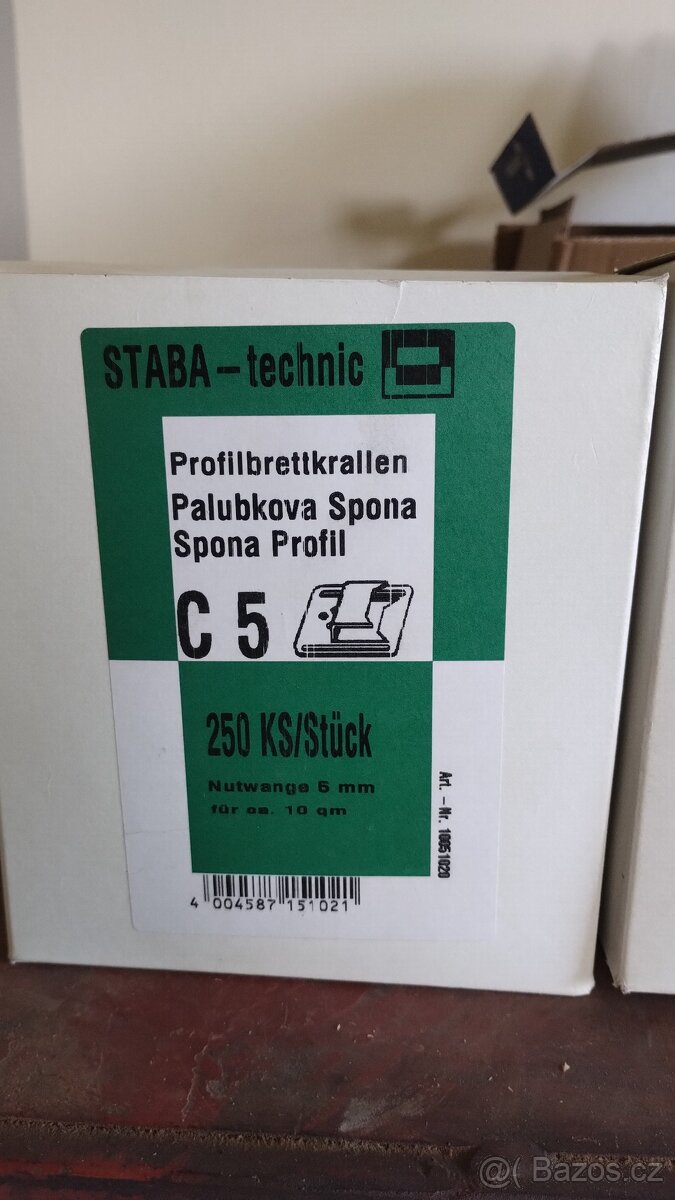 STABA-technic
Profilbrettkrallen
Palubkova Spona
Spona Profil
C 5
250 KS/Stück
Nutwange 5 mm
für ca. 10 qm
Art. -Nr. 10051020
4 004587 151021
@( Bazos.cz